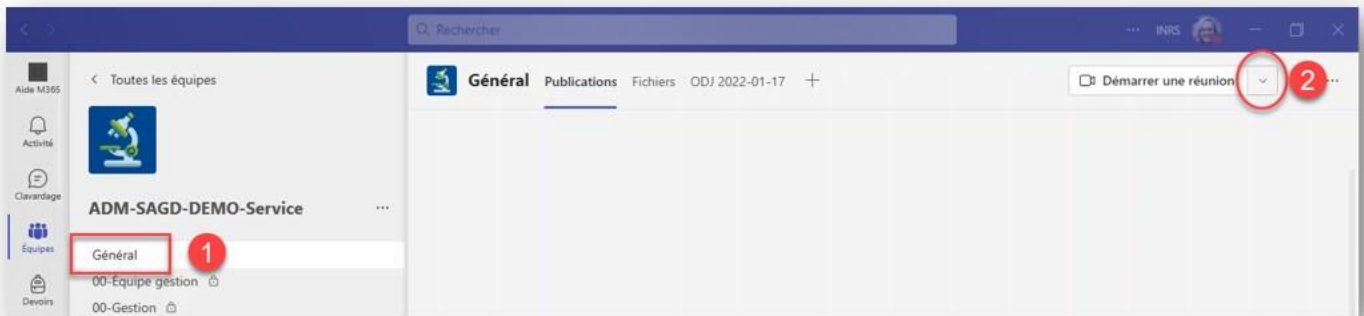 Rechercher
INRS
Aide M365
Activité
Clavardage
Équipes
Devoirs
Toutes les équipes
ADM-SAGD-DEMO-Service
Général
1
00-Équipe gestion
00-Gestion
Général Publications Fichiers ODJ 2022-01-17
Démarrer une réunion
2